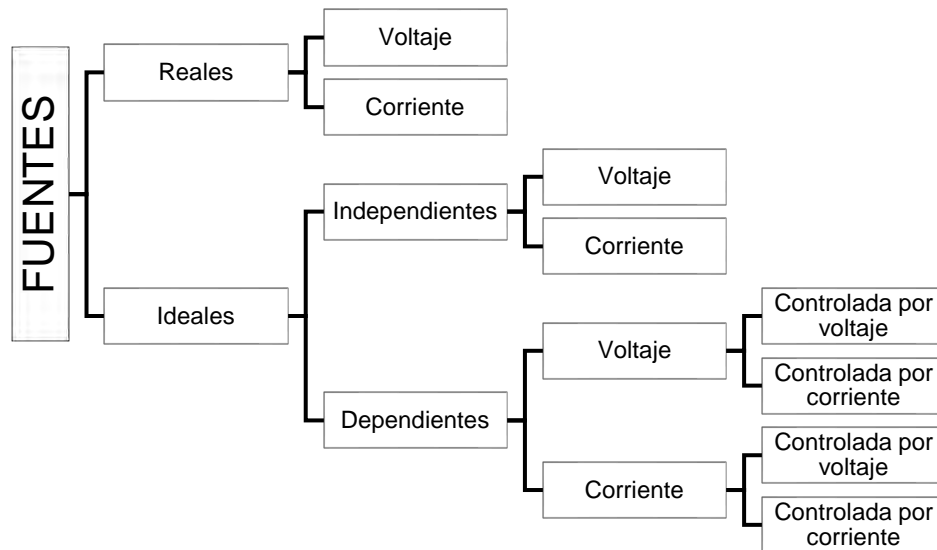 FUENTES
Reales
Voltaje
Corriente
Ideales
Independientes
Voltaje
Corriente
Dependientes
Voltaje
Controlada por
voltaje
Controlada por
corriente
Corriente
Controlada por
voltaje
Controlada por
corriente